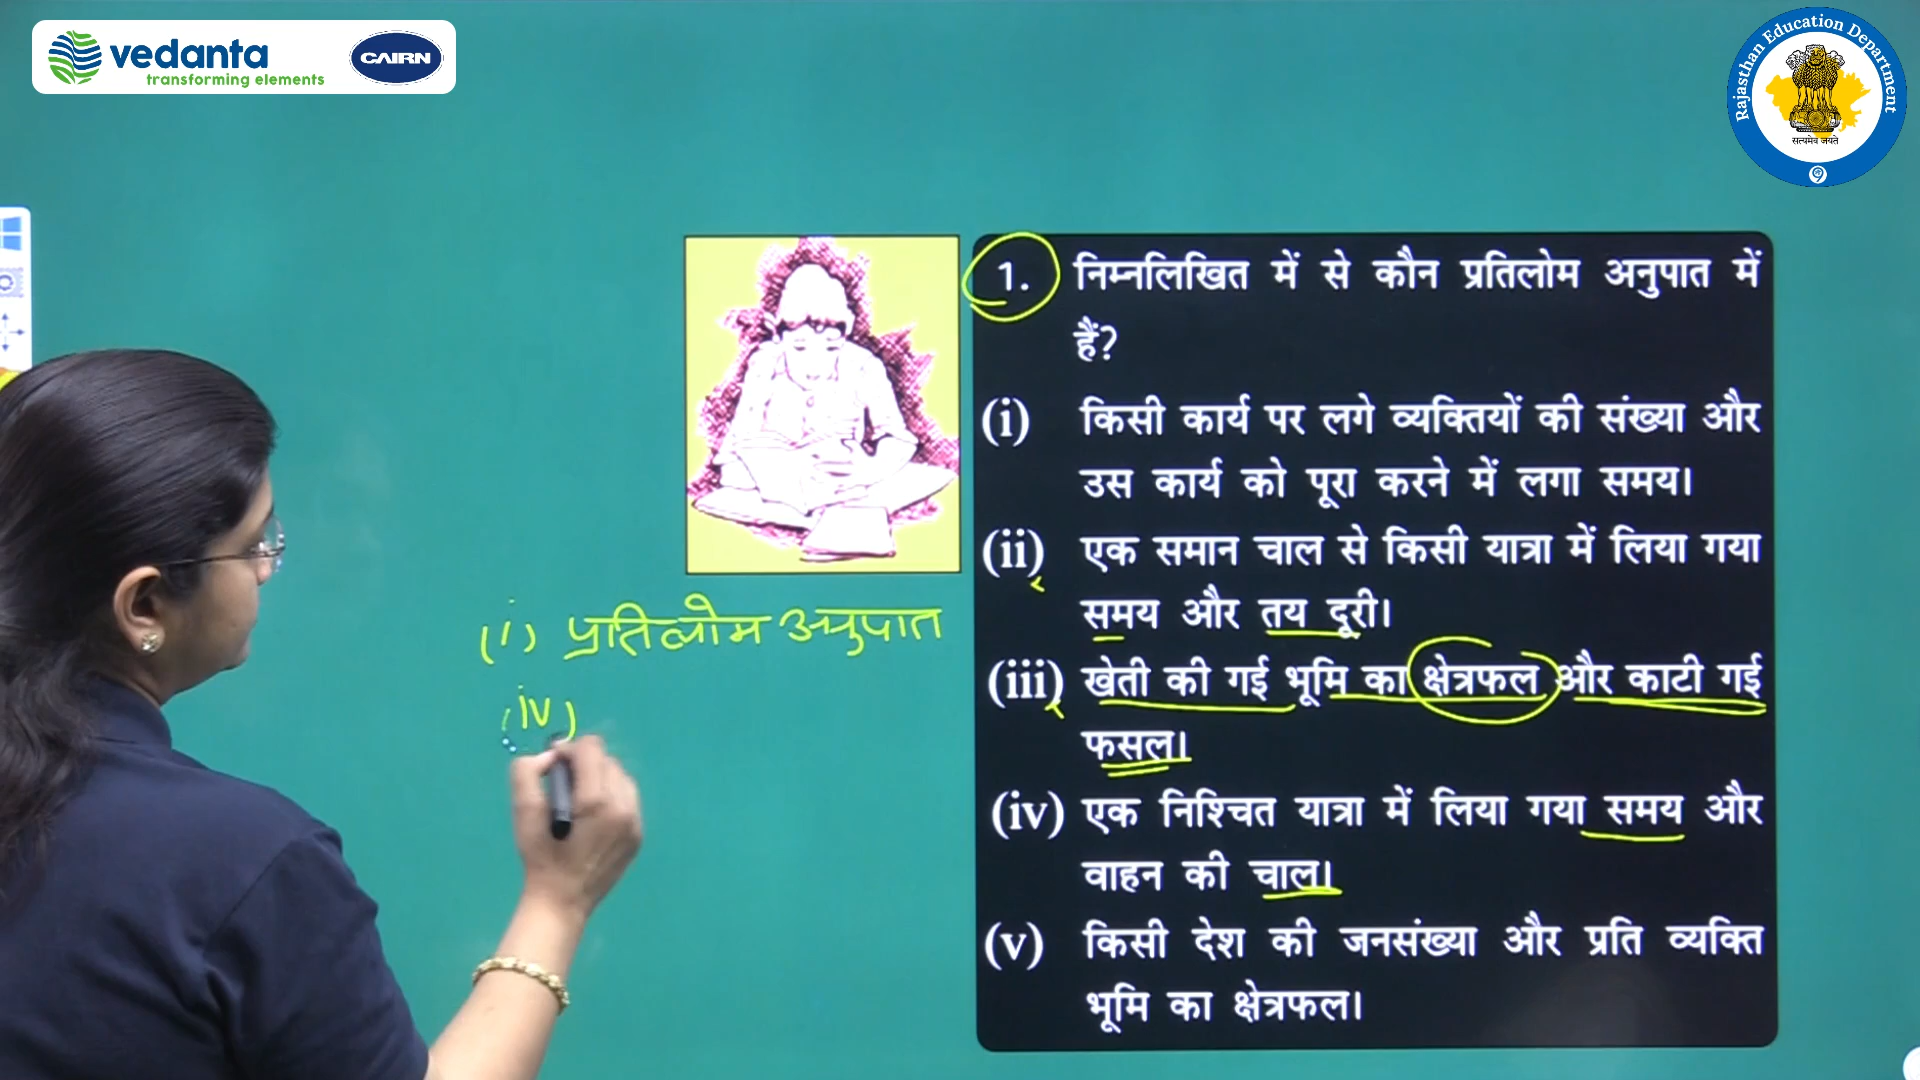 vedanta
transforming elements
CAIRN
Rajasthan Education Department
सत्यमेव जयते
1. निम्नलिखित में से कौन प्रतिलोम अनुपात में
हैं?
(i) किसी कार्य पर लगे व्यक्तियों की संख्या और
उस कार्य को पूरा करने में लगा समय।
(ii) एक समान चाल से किसी यात्रा में लिया गया
समय और तय दूरी।
(iii) खेती की गई भूमि का क्षेत्रफल और काटी गई
फसल।
(iv) एक निश्चित यात्रा में लिया गया समय और
वाहन की चाल।
(v) किसी देश की जनसंख्या और प्रति व्यक्ति
भूमि का क्षेत्रफल।
(i) प्रतिलोम अनुपात
(iv)